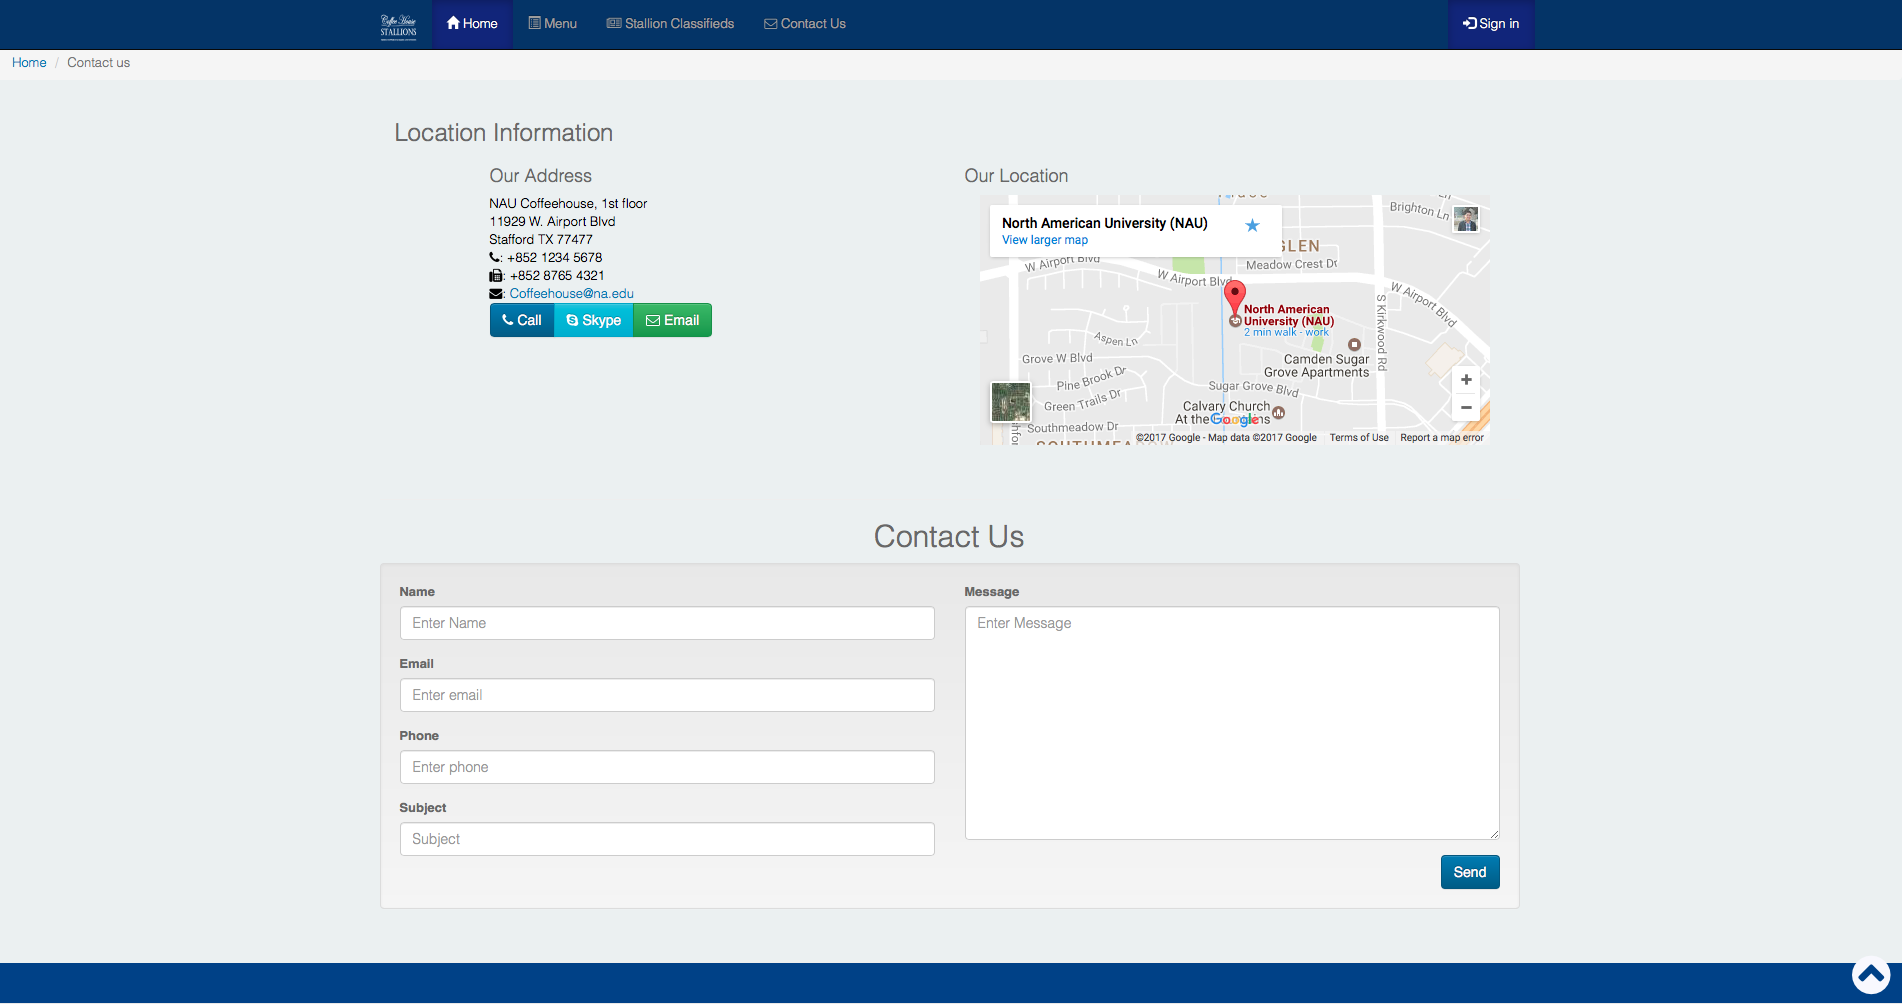 Coffee House
STALLIONS
Home
Menu
Stallion Classifieds
Contact Us
Sign in
Home / Contact us
Location Information
Our Address
NAU Coffeehouse, 1st floor
11929 W. Airport Blvd
Stafford TX 77477
: +852 1234 5678
: +852 8765 4321
: Coffeehouse@na.edu
Call
Skype
Email
Our Location
North American University (NAU)
View larger map
Brighton Ln
GLEN
W Airport Blvd
Meadow Crest Dr
W Airport Blvd
W Airport Blvd
S Kirkwood Rd
North American
University (NAU)
2 min walk - work
Aspen Ln
Grove W Blvd
Camden Sugar
Grove Apartments
Pine Brook Dr
Sugar Grove Blvd
Green Trails Dr
Calvary Church
At the
Google
Southmeadow Dr
SOUTHMEADOW
©2017 Google - Map data ©2017 Google
Terms of Use
Report a map error
Contact Us
Name
Enter Name
Email
Enter email
Phone
Enter phone
Subject
Subject
Message
Enter Message
Send